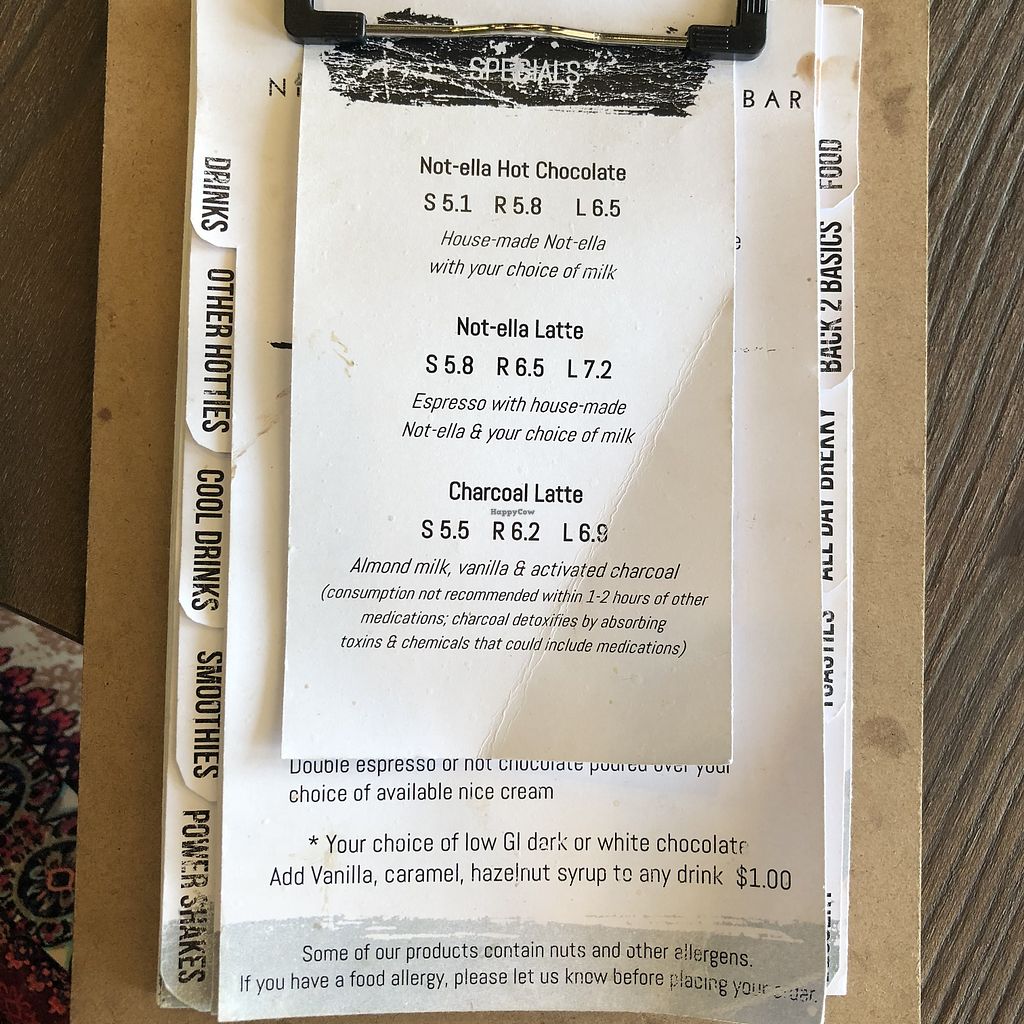 SPECIALS
BAR
Not-ella Hot Chocolate
S 5.1 R 5.8 L 6.5
House-made Not-ella
with your choice of milk
Not-ella Latte
S 5.8 R 6.5 L 7.2
Espresso with house-made
Not-ella & your choice of milk
Charcoal Latte
HappyCow
S 5.5 R 6.2 L 6.9
Almond milk, vanilla & activated charcoal
(consumption not recommended within 1-2 hours of other
medications; charcoal detoxifies by absorbing
toxins & chemicals that could include medications)
Double espresso or hot chocolate poured over your
choice of available nice cream
* Your choice of low GI dark or white chocolate
Add Vanilla, caramel, hazelnut syrup to any drink $1.00
Some of our products contain nuts and other allergens.
If you have a food allergy, please let us know before placing your order.
DRINKS
OTHER HOTTIES
COOL DRINKS
SMOOTHIES
POWER SHAKES
FOOD
BACK 2 BASICS
ALL DAY BREKKY
TOASTIES